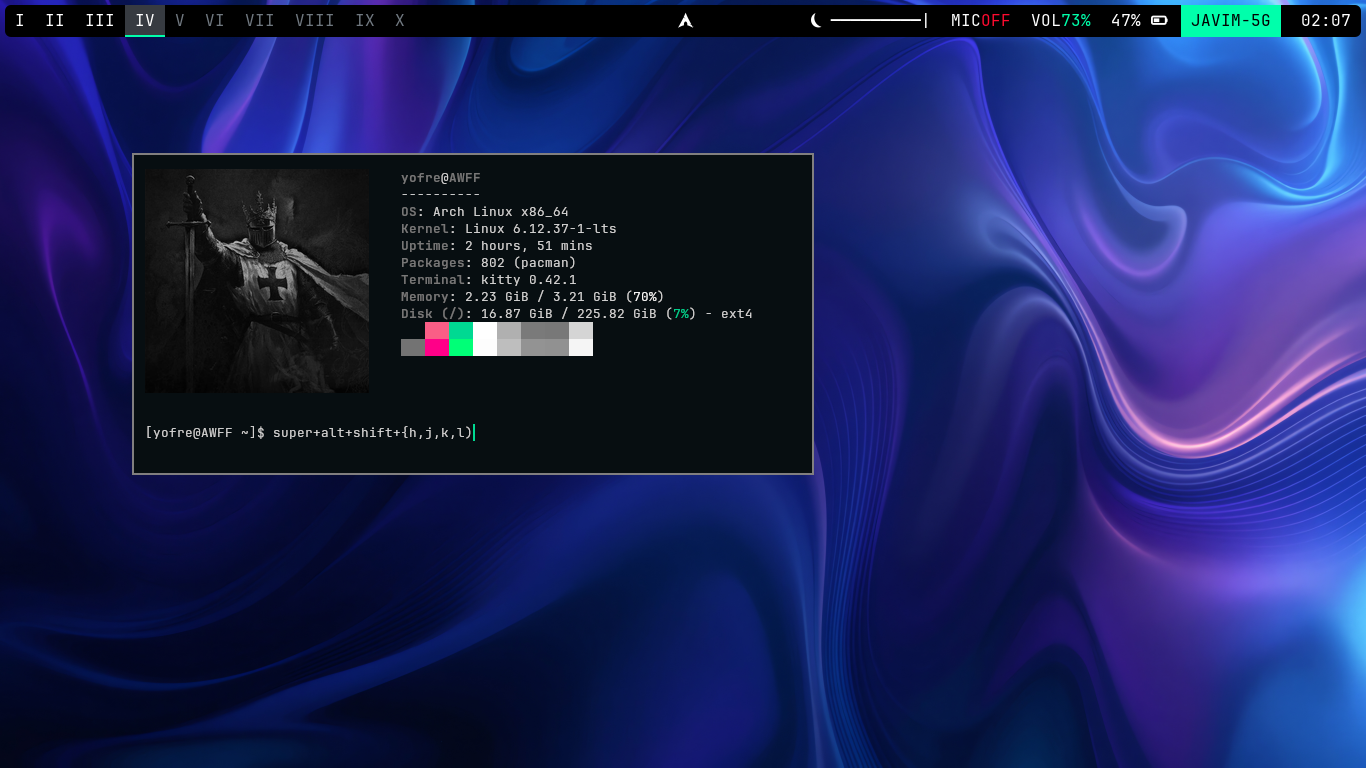 I II III IV V VI VII VIII IX X MICOFF VOL73% 47% JAVIM-5G 02:07
yofre@AWFF
----------
OS: Arch Linux x86_64
Kernel: Linux 6.12.37-1-lts
Uptime: 2 hours, 51 mins
Packages: 802 (pacman)
Terminal: kitty 0.42.1
Memory: 2.23 GiB / 3.21 GiB (70%)
Disk (/): 16.87 GiB / 225.82 GiB (7%) - ext4
[yofre@AWFF ~]$ super+alt+shift+{h,j,k,l)